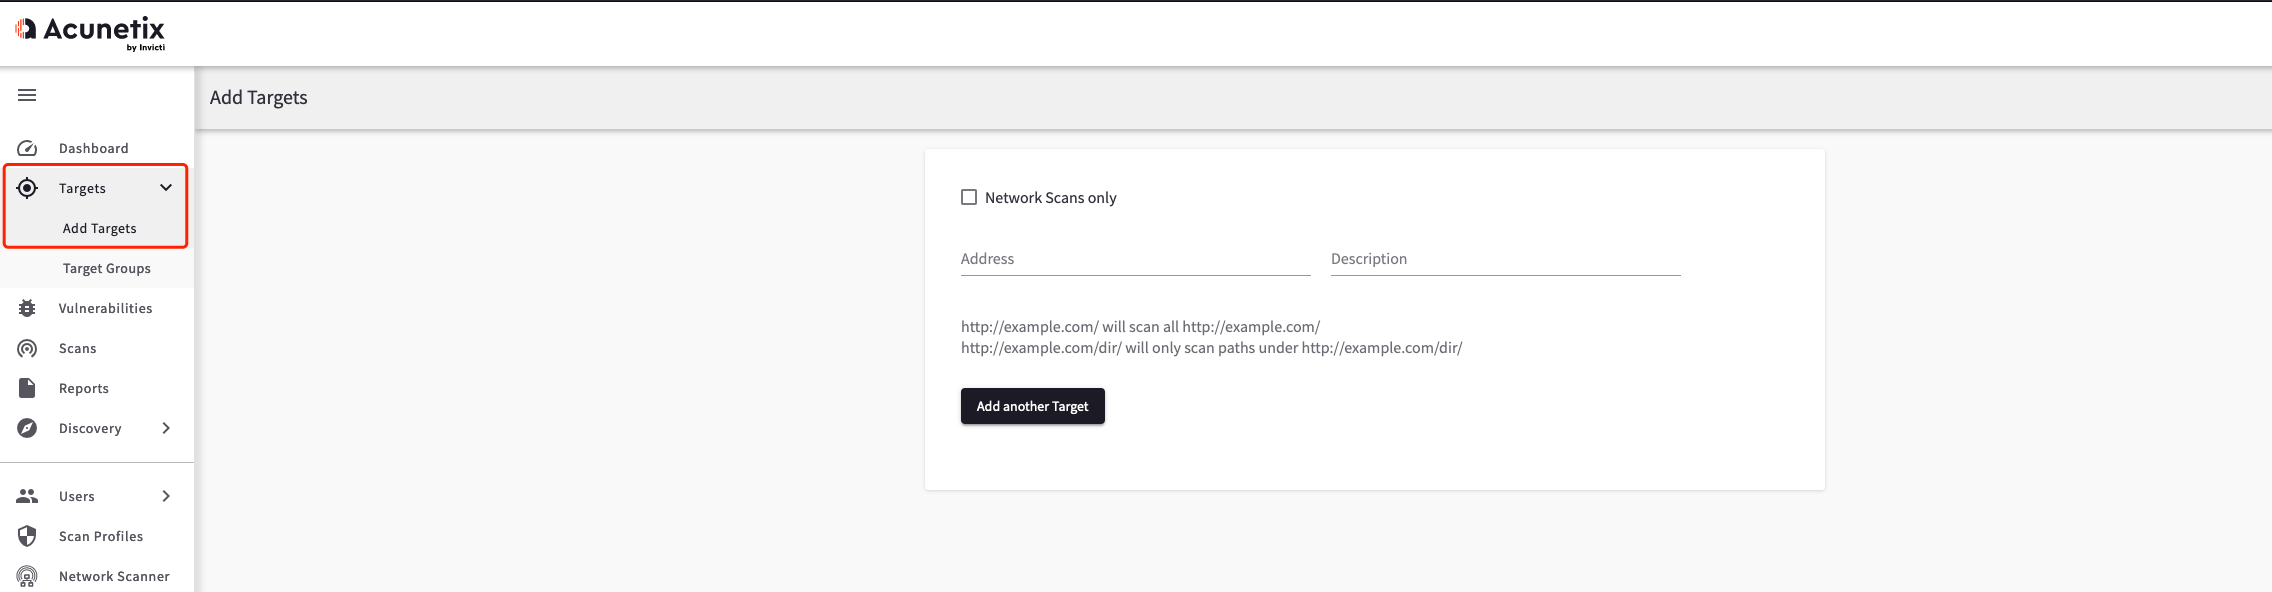 Acunetix
by Invicti
Add Targets
Dashboard
Targets
Add Targets
Target Groups
Vulnerabilities
Scans
Reports
Discovery
Users
Scan Profiles
Network Scanner
Network Scans only
Address
Description
http://example.com/ will scan all http://example.com/
http://example.com/dir/ will only scan paths under http://example.com/dir/
Add another Target